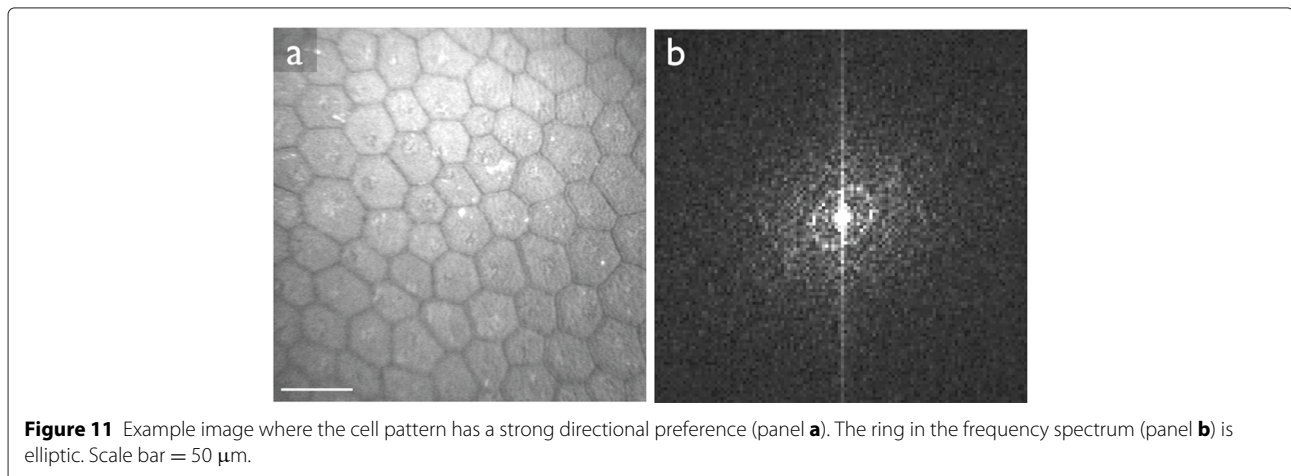 a
b
Figure 11 Example image where the cell pattern has a strong directional preference (panel a). The ring in the frequency spectrum (panel b) is
elliptic. Scale bar = 50 μm.